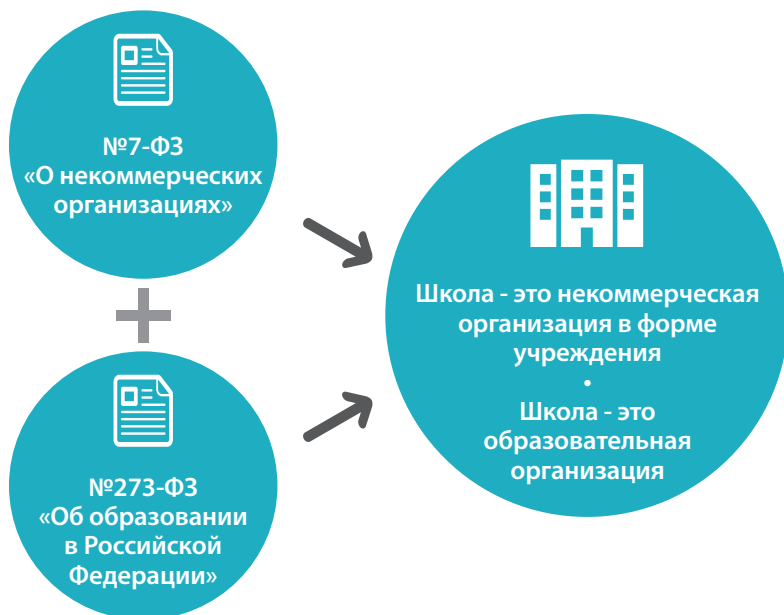 №7-ФЗ
«О некоммерческих
организациях»
№273-ФЗ
«Об образовании
в Российской
Федерации»
Школа - это некоммерческая
организация в форме
учреждения
•
Школа - это
образовательная
организация